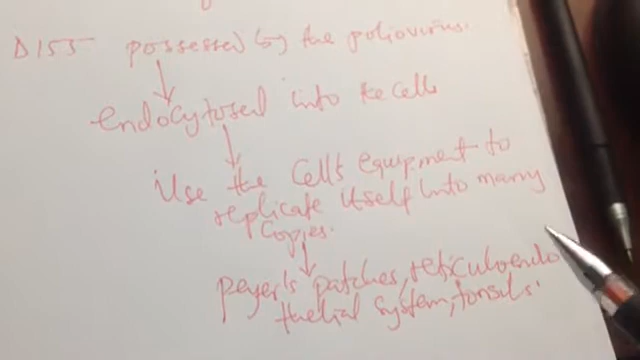 D155 possessed by the poliovirus.
endocytosed into the cells
Use the Cells equipment to
replicate itself into many
Copies.
peyer's patches, reticuloendo
thelial system, tonsils.